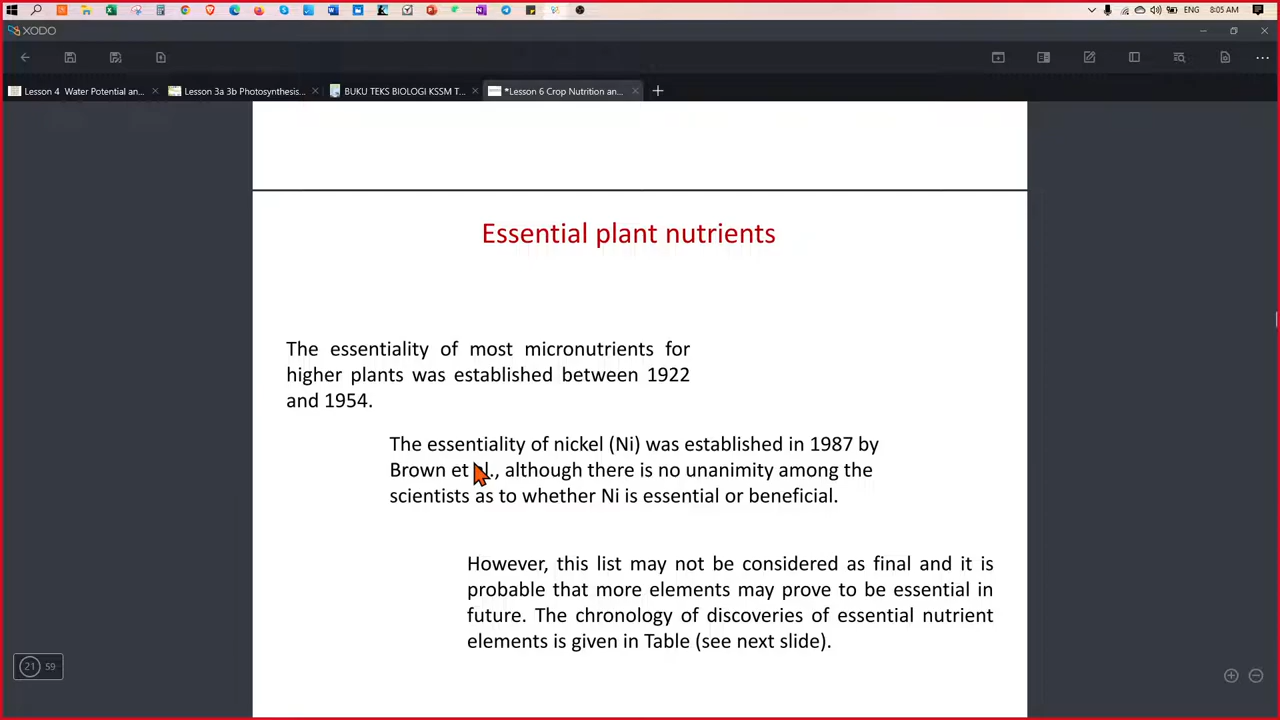 ENG
8:05 AM
XODO
Lesson 4 Water Potential an...
Lesson 3a 3b Photosynthesis...
BUKU TEKS BIOLOGI KSSM T...
*Lesson 6 Crop Nutrition an...
Essential plant nutrients
The essentiality of most micronutrients for
higher plants was established between 1922
and 1954.
The essentiality of nickel (Ni) was established in 1987 by
Brown et al., although there is no unanimity among the
scientists as to whether Ni is essential or beneficial.
However, this list may not be considered as final and it is
probable that more elements may prove to be essential in
future. The chronology of discoveries of essential nutrient
elements is given in Table (see next slide).
21 59